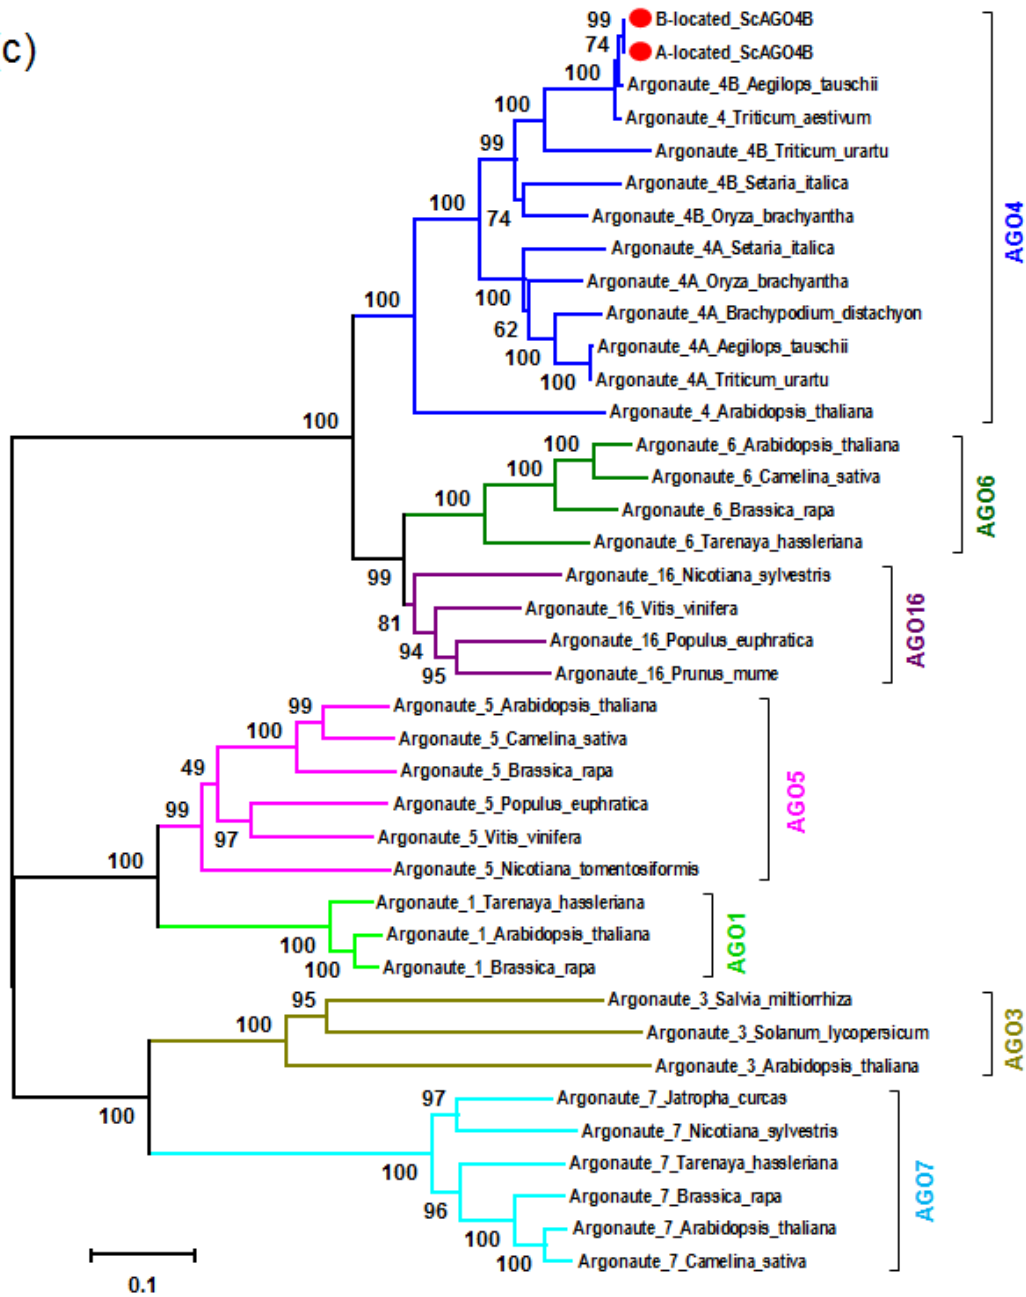 c)
99
B-located_ScAGO4B
74
A-located_ScAGO4B
100
Argonaute_4B_Aegilops_tauschii
100
Argonaute_4_Triticum_aestivum
99
Argonaute_4B_Triticum_urartu
Argonaute_4B_Setaria_italica
100
74
Argonaute_4B_Oryza_brachyantha
AGO4
Argonaute_4A_Setaria_italica
Argonaute_4A_Oryza_brachyantha
100
100
Argonaute_4A_Brachypodium_distachyon
62
Argonaute_4A_Aegilops_tauschii
100
100
Argonaute_4A_Triticum_urartu
Argonaute_4_Arabidopsis_thaliana
100
100
Argonaute_6_Arabidopsis_thaliana
100
Argonaute_6_Camelina_sativa
100
Argonaute_6_Brassica_rapa
AGO6
Argonaute_6_Tarenaya_hassleriana
99
Argonaute_16_Nicotiana_sylvestris
Argonaute_16_Vitis_vinifera
81
AGO16
Argonaute_16_Populus_euphratica
94
95
Argonaute_16_Prunus_mume
99
Argonaute_5_Arabidopsis_thaliana
100
Argonaute_5_Camelina_sativa
49
Argonaute_5_Brassica_rapa
99
Argonaute_5_Populus_euphratica
AGO5
97
Argonaute_5_Vitis_vinifera
100
Argonaute_5_Nicotiana_tomentosiformis
Argonaute_1_Tarenaya_hassleriana
100
Argonaute_1_Arabidopsis_thaliana
AGO1
100
Argonaute_1_Brassica_rapa
95
Argonaute_3_Salvia_miltiorrhiza
100
Argonaute_3_Solanum_lycopersicum
AGO3
Argonaute_3_Arabidopsis_thaliana
100
97
Argonaute_7_Jatropha_curcas
Argonaute_7_Nicotiana_sylvestris
100
Argonaute_7_Tarenaya_hassleriana
Argonaute_7_Brassica_rapa
AGO7
96
Argonaute_7_Arabidopsis_thaliana
100
100
Argonaute_7_Camelina_sativa
0.1